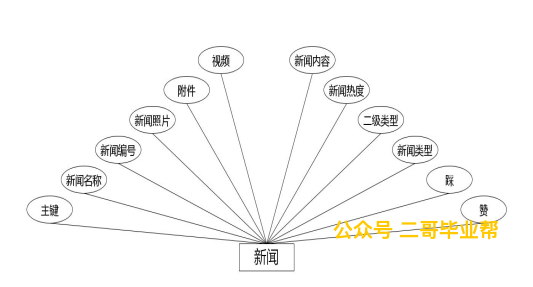 视频
新闻内容
附件
新闻热度
新闻照片
二级类型
新闻编号
新闻类型
新闻名称
踩
主键
赞
公众号 二哥毕业帮
新闻